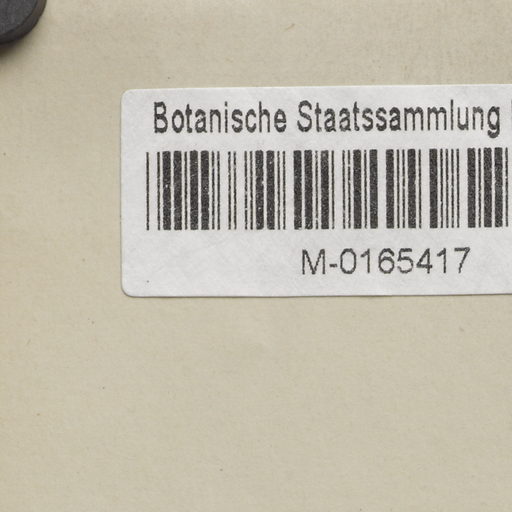 Botanische Staatssammlung
M-0165417